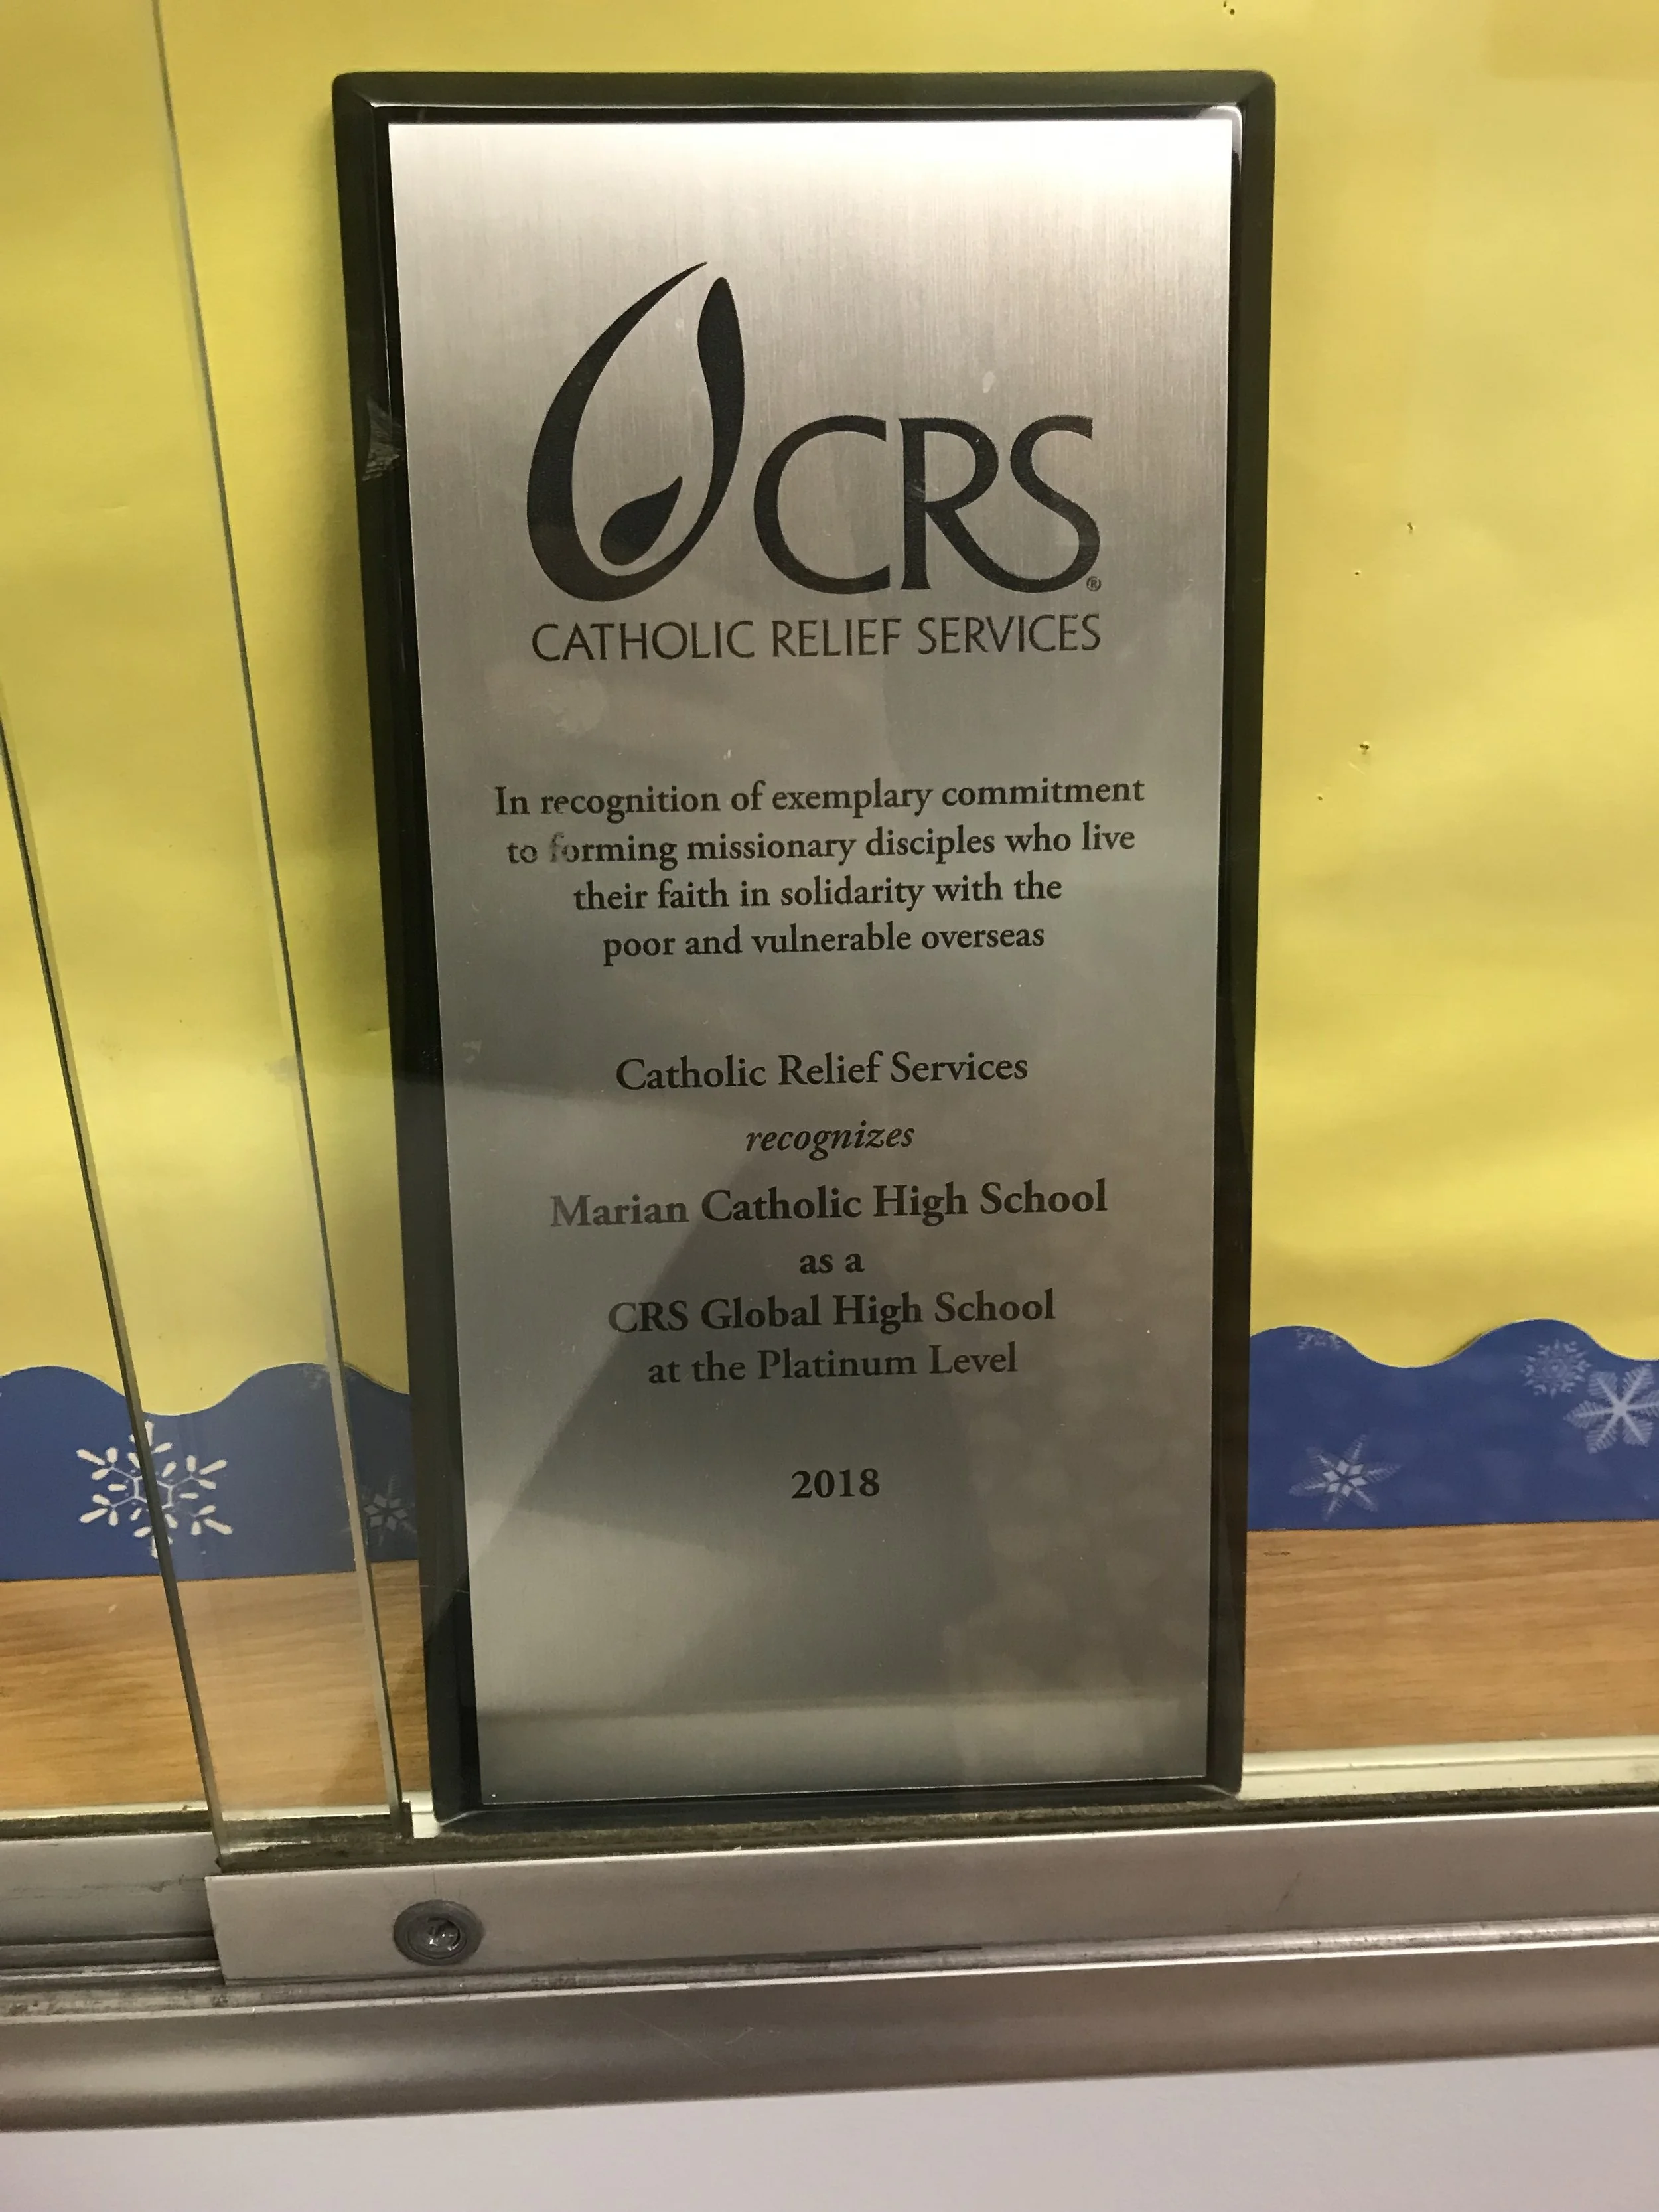 CRS®
CATHOLIC RELIEF SERVICES
In recognition of exemplary commitment
to forming missionary disciples who live
their faith in solidarity with the
poor and vulnerable overseas
Catholic Relief Services
recognizes
Marian Catholic High School
as a
CRS Global High School
at the Platinum Level
2018